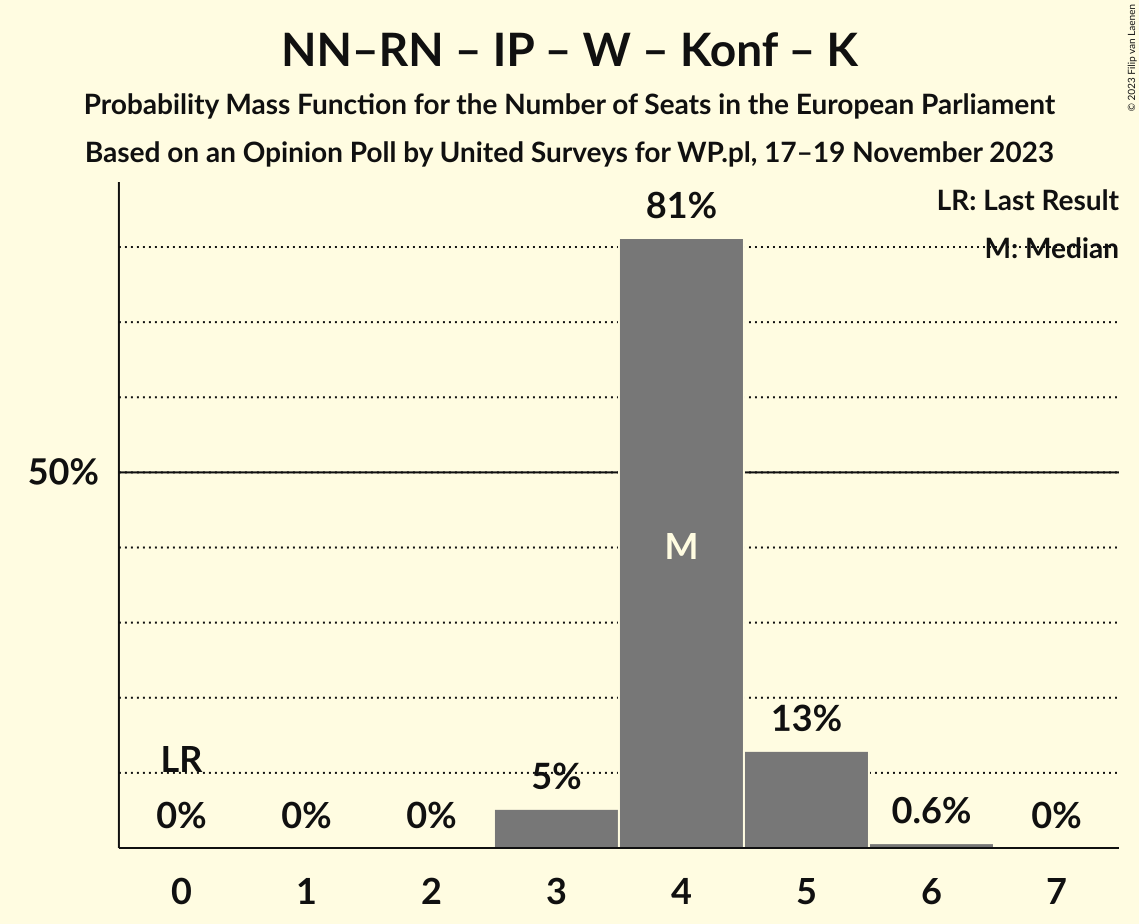 NN–RN – IP – W – Konf – K
Probability Mass Function for the Number of Seats in the European Parliament
Based on an Opinion Poll by United Surveys for WP.pl, 17–19 November 2023
© 2023 Filip van Laenen
LR: Last Result
M: Median
81%
50%
M
13%
LR
5%
0% 0% 0% 0.6% 0%
0 1 2 3 4 5 6 7